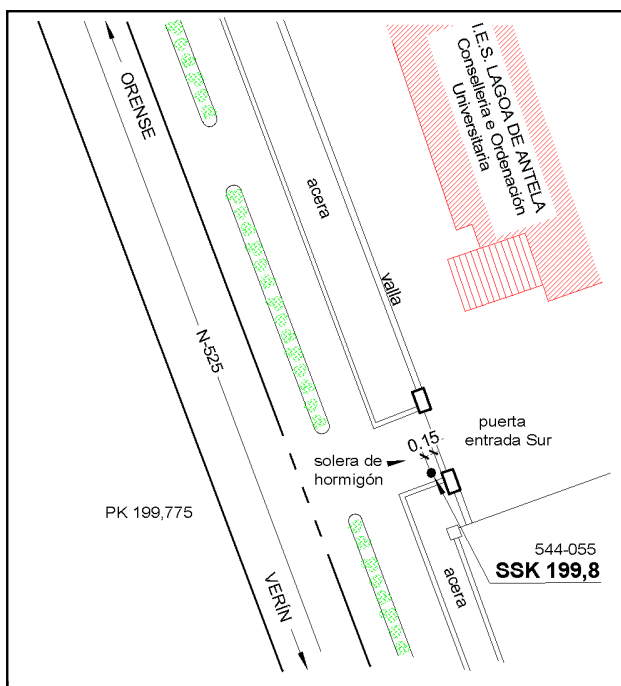 ORENSE
I.E.S. LAGOA DE ANTELA
Conselleria e Ordenación
Universitaria
acera
valla
N-525
0.15
puerta
entrada Sur
solera de
hormigón
PK 199,775
544-055
SSK 199,8
acera
VERÍN